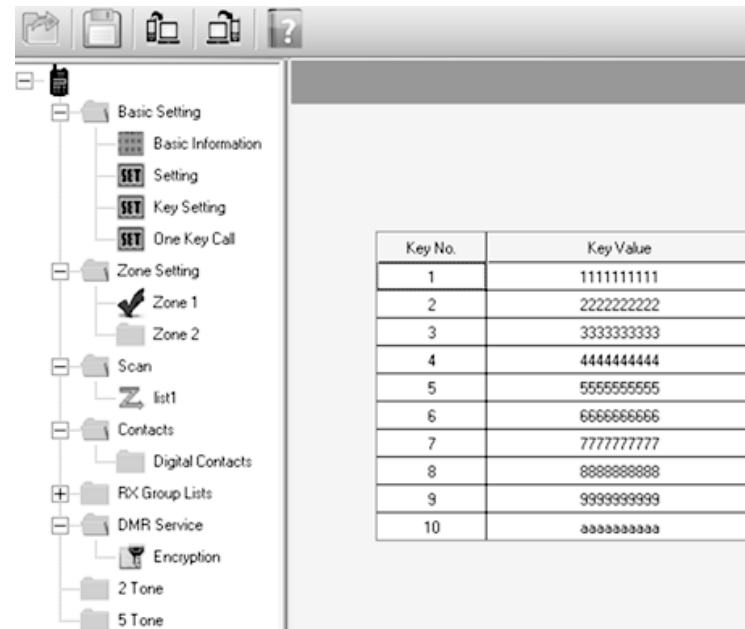 ?
Basic Setting
Basic Information
SET Setting
SET Key Setting
SET One Key Call
Zone Setting
Zone 1
Zone 2
Scan
list1
Contacts
Digital Contacts
RX Group Lists
DMR Service
Encryption
2 Tone
5 Tone
Key No. Key Value
1 1111111111
2 2222222222
3 3333333333
4 4444444444
5 5555555555
6 6666666666
7 7777777777
8 8888888888
9 9999999999
10 aaaaaaaaaa